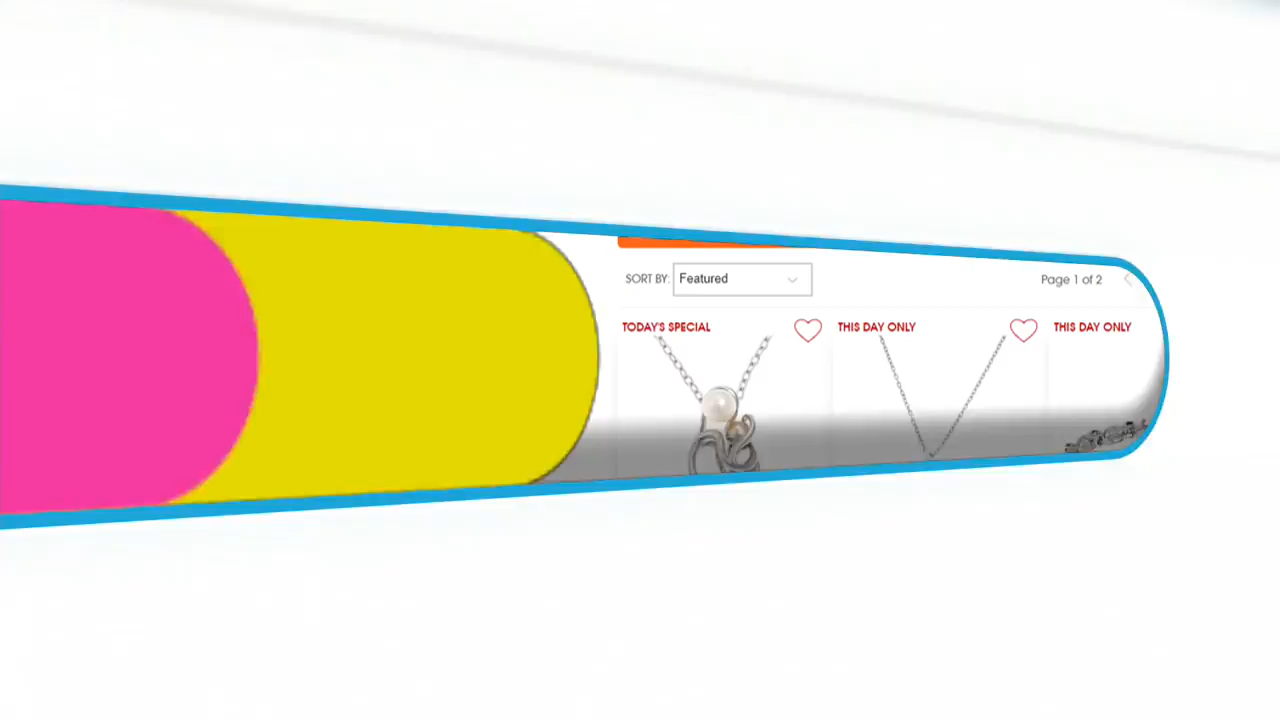 SORT BY: Featured
Page 1 of 2
TODAY'S SPECIAL
THIS DAY ONLY
THIS DAY ONLY